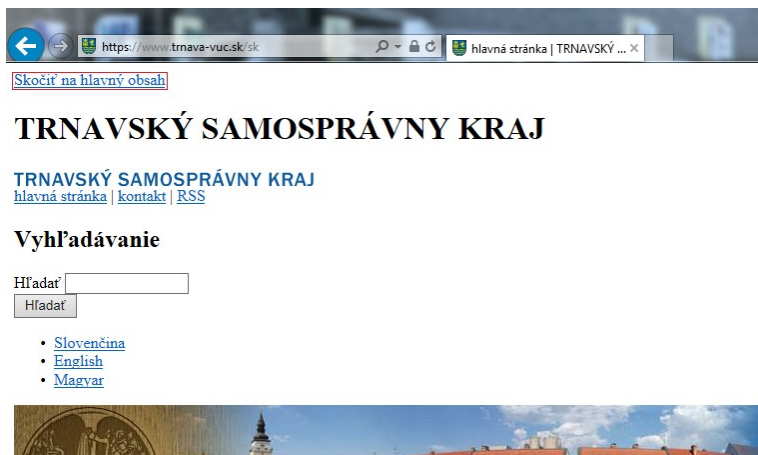 https://www.trnava-vuc.sk/sk
hlavná stránka | TRNAVSKÝ ...
Skočiť na hlavný obsah
TRNAVSKÝ SAMOSPRÁVNY KRAJ
TRNAVSKÝ SAMOSPRÁVNY KRAJ
hlavná stránka | kontakt | RSS
Vyhľadávanie
Hľadať
Hľadať
• Slovenčina
• English
• Magyar